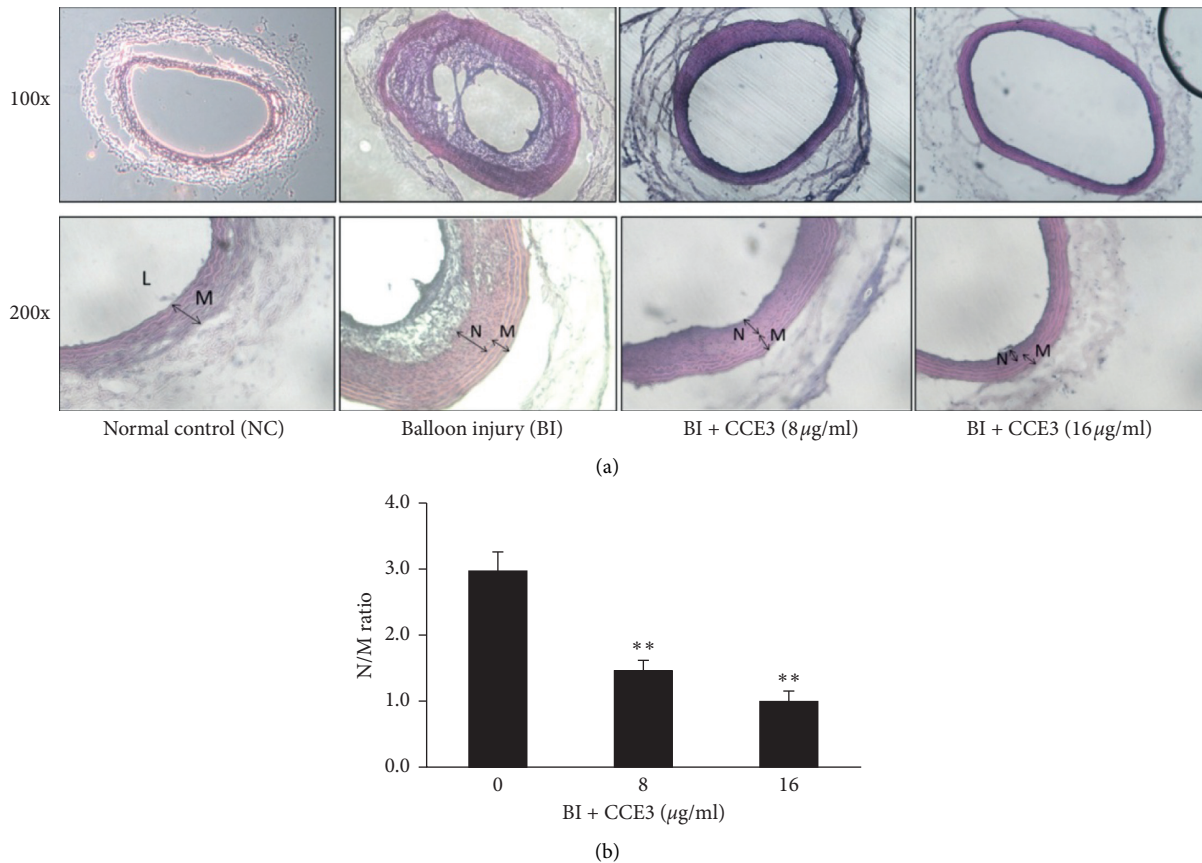 100x
200x
L
M
N M
N M
N M
Normal control (NC)
Balloon injury (BI)
BI + CCE3 (8 μg/ml)
BI + CCE3 (16 μg/ml)
(a)
4.0
3.0
2.0
1.0
0.0
N/M ratio
**
**
0 8 16
BI + CCE3 (μg/ml)
(b)